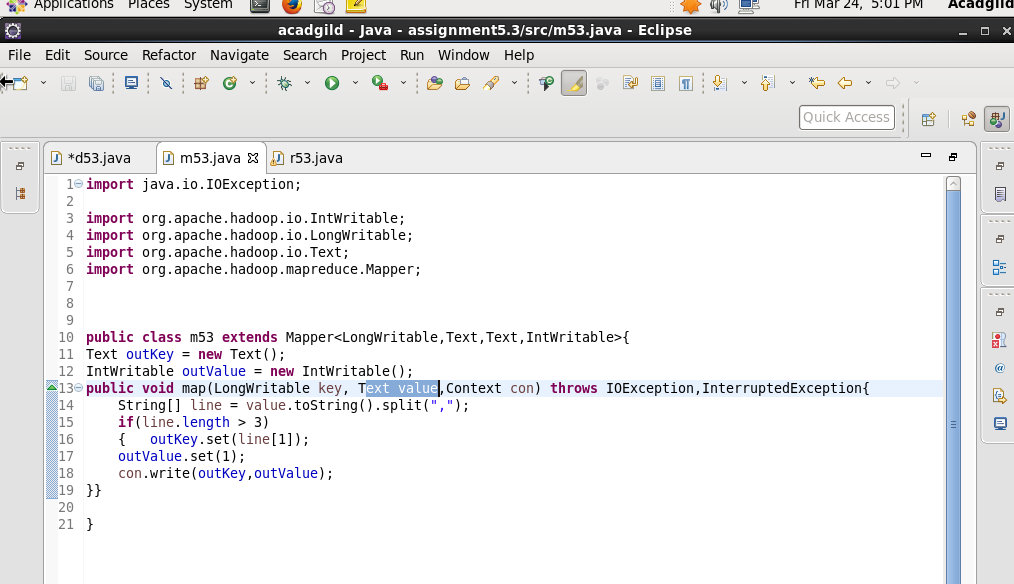 Applications Places System Fri Mar 24, 5:01 PM Acadgild
acadgild - Java - assignment5.3/src/m53.java - Eclipse
File Edit Source Refactor Navigate Search Project Run Window Help
Quick Access
*d53.java m53.java r53.java
1 import java.io.IOException;
2
3 import org.apache.hadoop.io.IntWritable;
4 import org.apache.hadoop.io.LongWritable;
5 import org.apache.hadoop.io.Text;
6 import org.apache.hadoop.mapreduce.Mapper;
7
8
9
10 public class m53 extends Mapper<LongWritable,Text,Text,IntWritable>{
11 Text outKey = new Text();
12 IntWritable outValue = new IntWritable();
13 public void map(LongWritable key, Text value,Context con) throws IOException,InterruptedException{
14 String[] line = value.toString().split(",");
15 if(line.length > 3)
16 { outKey.set(line[1]);
17 outValue.set(1);
18 con.write(outKey,outValue);
19 }}
20
21 }